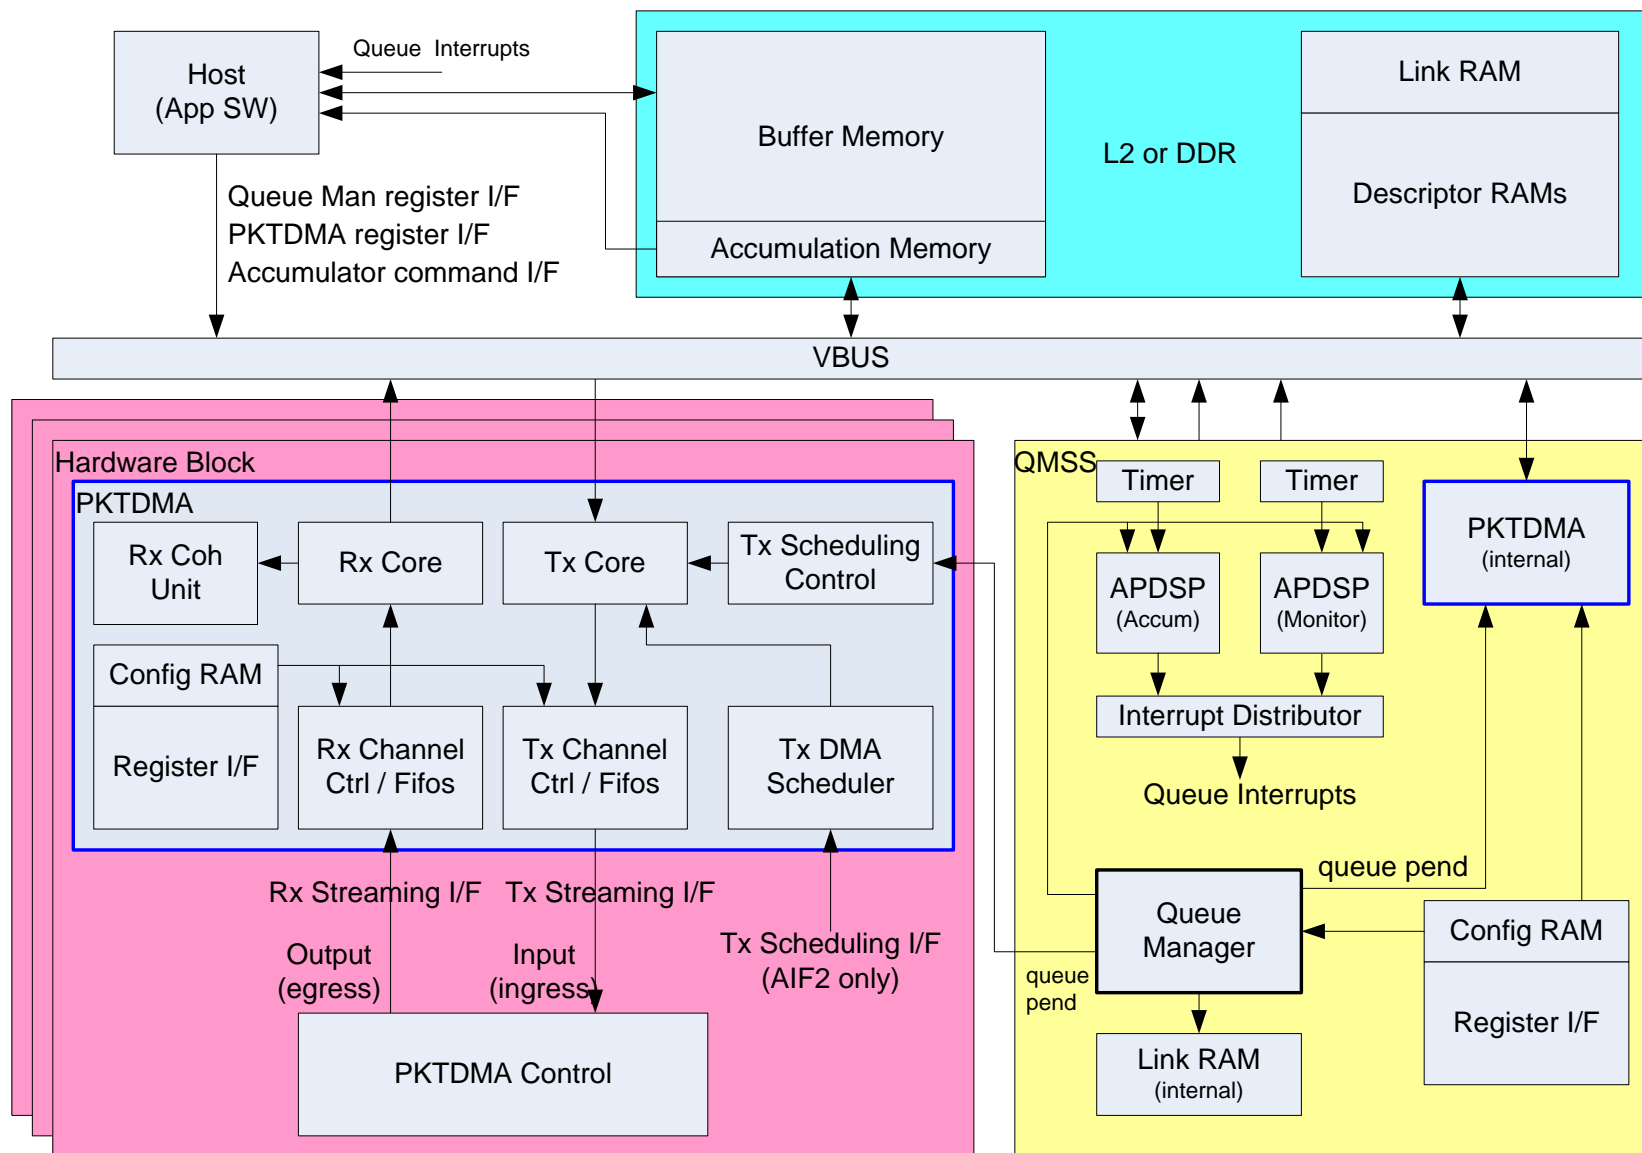 Host
(App SW)
Queue Interrupts
Buffer Memory
Accumulation Memory
L2 or DDR
Link RAM
Descriptor RAMs
Queue Man register I/F
PKTDMA register I/F
Accumulator command I/F
VBUS
Hardware Block
PKTDMA
Rx Coh
Unit
Rx Core
Tx Core
Tx Scheduling
Control
Config RAM
Register I/F
Rx Channel
Ctrl / Fifos
Tx Channel
Ctrl / Fifos
Tx DMA
Scheduler
Rx Streaming I/F
Tx Streaming I/F
Output
(egress)
Input
(ingress)
Tx Scheduling I/F
(AIF2 only)
PKTDMA Control
QMSS
Timer
Timer
APDSP
(Accum)
APDSP
(Monitor)
PKTDMA
(internal)
Interrupt Distributor
Queue Interrupts
queue pend
Queue
Manager
queue
pend
Link RAM
(internal)
Config RAM
Register I/F